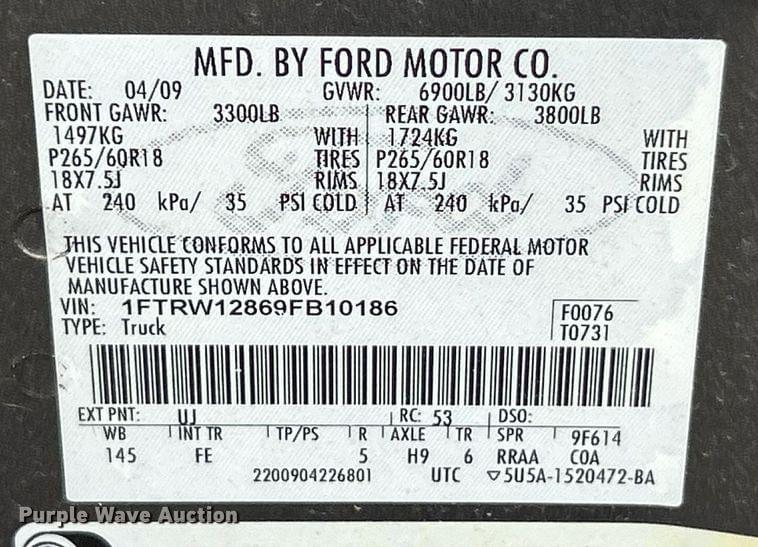 MFD. BY FORD MOTOR CO.
DATE: 04/09 GVWR: 6900LB/ 3130KG
FRONT GAWR: 3300LB REAR GAWR: 3800LB
1497KG WITH 1724KG WITH
P265/60R18 TIRES P265/60R18 TIRES
18X7.5J RIMS 18X7.5J RIMS
AT 240 kPa/ 35 PSI COLD AT 240 kPa/ 35 PSI COLD
THIS VEHICLE CONFORMS TO ALL APPLICABLE FEDERAL MOTOR
VEHICLE SAFETY STANDARDS IN EFFECT ON THE DATE OF
MANUFACTURE SHOWN ABOVE.
VIN: 1FTRW12869FB10186 F0076
TYPE: Truck T0731
EXT PNT: UJ RC: 53 DSO:
WB INT TR TP/PS R AXLE TR SPR 9F614
145 FE 5 H9 6 RRAA COA
2200904226801 UTC ▽5U5A-1520472-BA
Purple Wave Auction